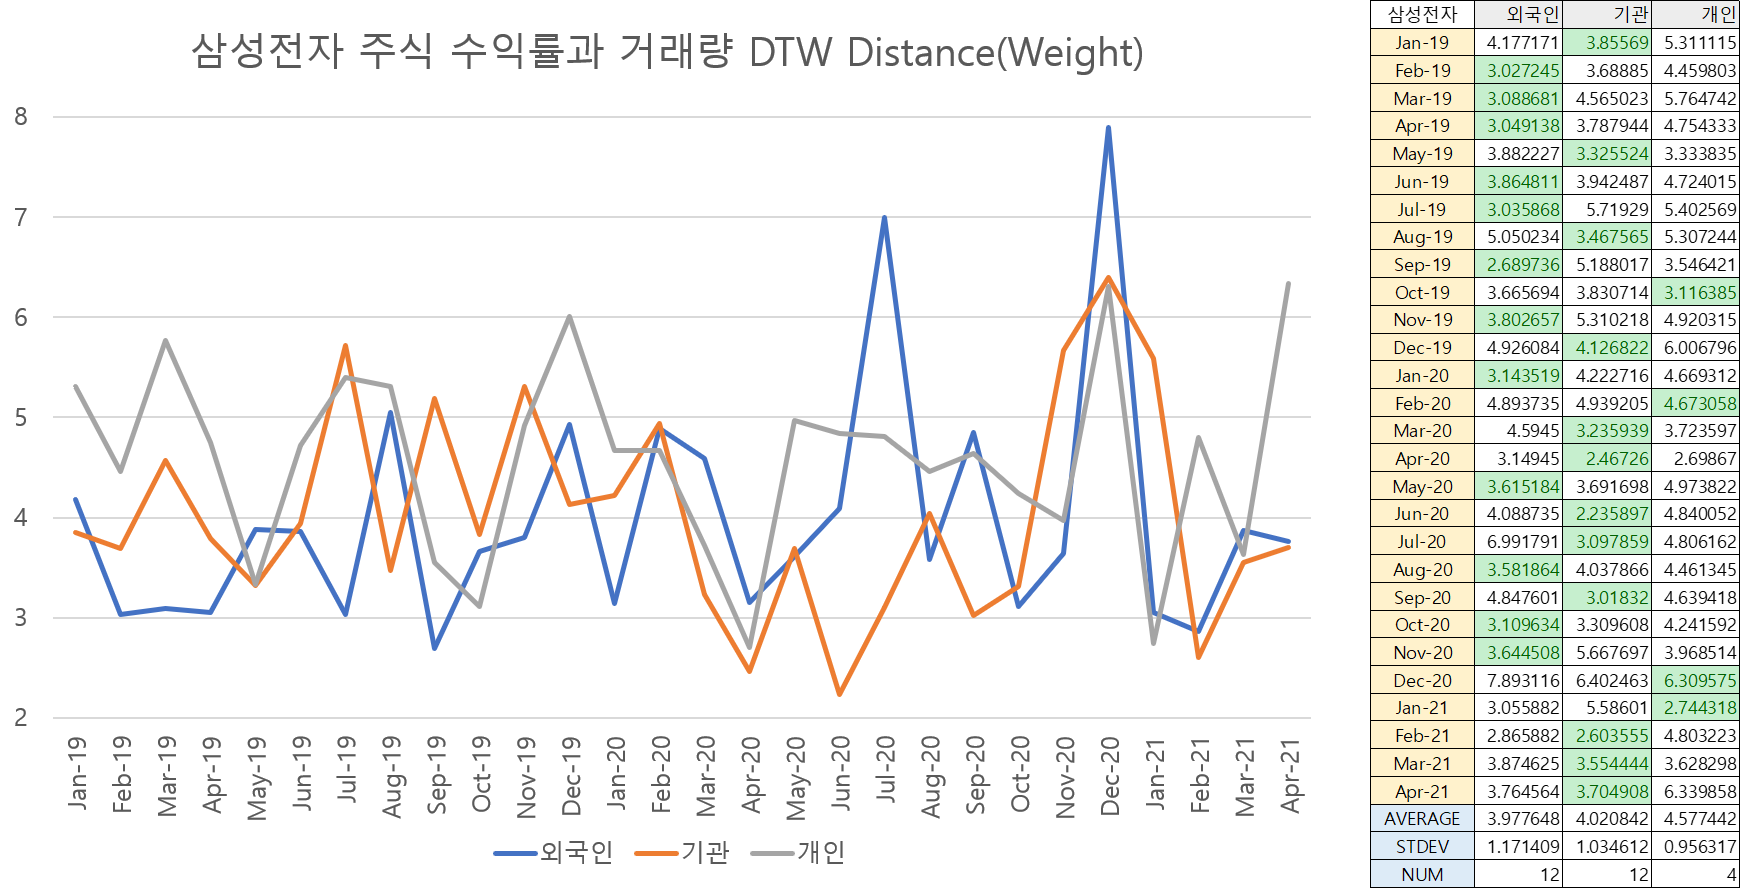 삼성전자 주식 수익률과 거래량 DTW Distance(Weight)
8
7
6
5
4
3
2
Jan-19 Feb-19 Mar-19 Apr-19 May-19 Jun-19 Jul-19 Aug-19 Sep-19 Oct-19 Nov-19 Dec-19 Jan-20 Feb-20 Mar-20 Apr-20 May-20 Jun-20 Jul-20 Aug-20 Sep-20 Oct-20 Nov-20 Dec-20 Jan-21 Feb-21 Mar-21 Apr-21
외국인 기관 개인
삼성전자 외국인 기관 개인
Jan-19 4.177171 3.85569 5.311115
Feb-19 3.027245 3.68885 4.459803
Mar-19 3.088681 4.565023 5.764742
Apr-19 3.049138 3.787944 4.754333
May-19 3.882227 3.325524 3.333835
Jun-19 3.864811 3.942487 4.724015
Jul-19 3.035868 5.71929 5.402569
Aug-19 5.050234 3.467565 5.307244
Sep-19 2.689736 5.188017 3.546421
Oct-19 3.665694 3.830714 3.116385
Nov-19 3.802657 5.310218 4.920315
Dec-19 4.926084 4.126822 6.006796
Jan-20 3.143519 4.222716 4.669312
Feb-20 4.893735 4.939205 4.673058
Mar-20 4.5945 3.235939 3.723597
Apr-20 3.14945 2.46726 2.69867
May-20 3.615184 3.691698 4.973822
Jun-20 4.088735 2.235897 4.840052
Jul-20 6.991791 3.097859 4.806162
Aug-20 3.581864 4.037866 4.461345
Sep-20 4.847601 3.01832 4.639418
Oct-20 3.109634 3.309608 4.241592
Nov-20 3.644508 5.667697 3.968514
Dec-20 7.893116 6.402463 6.309575
Jan-21 3.055882 5.58601 2.744318
Feb-21 2.865882 2.603555 4.803223
Mar-21 3.874625 3.554444 3.628298
Apr-21 3.764564 3.704908 6.339858
AVERAGE 3.977648 4.020842 4.577442
STDEV 1.171409 1.034612 0.956317
NUM 12 12 4